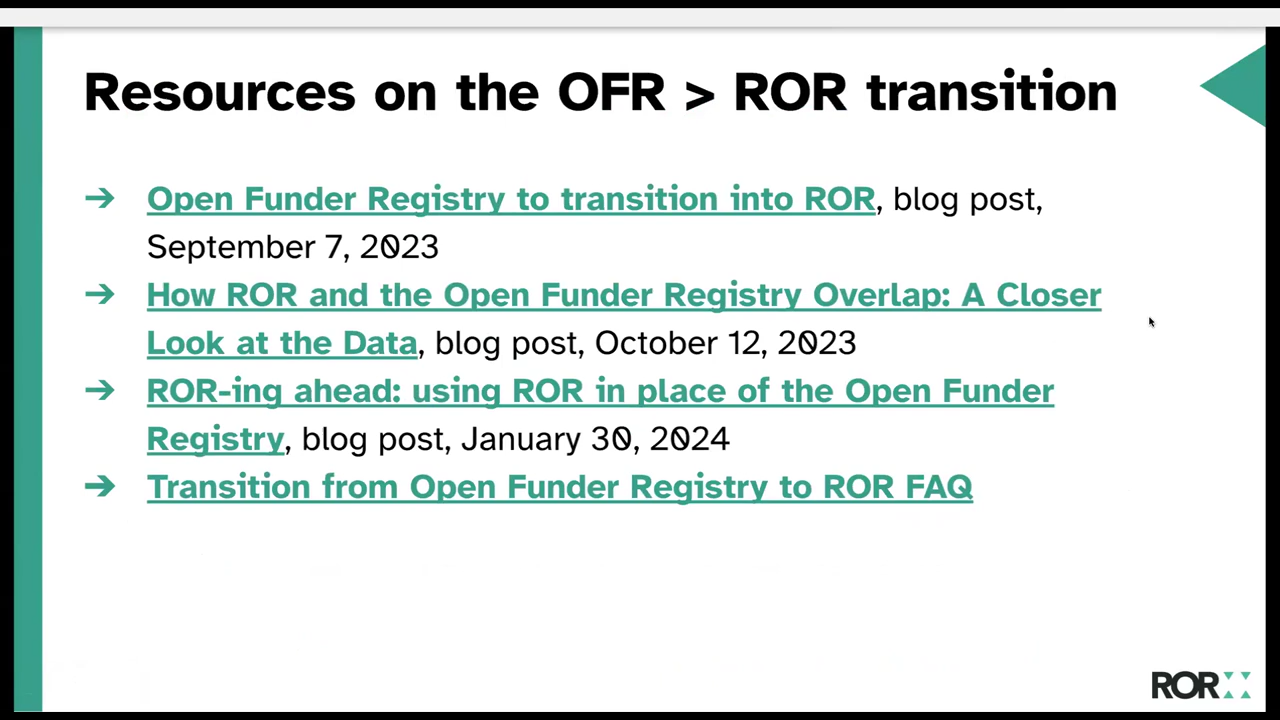 Resources on the OFR > ROR transition
➔ Open Funder Registry to transition into ROR, blog post,
September 7, 2023
➔ How ROR and the Open Funder Registry Overlap: A Closer
Look at the Data, blog post, October 12, 2023
➔ ROR-ing ahead: using ROR in place of the Open Funder
Registry, blog post, January 30, 2024
➔ Transition from Open Funder Registry to ROR FAQ
ROR